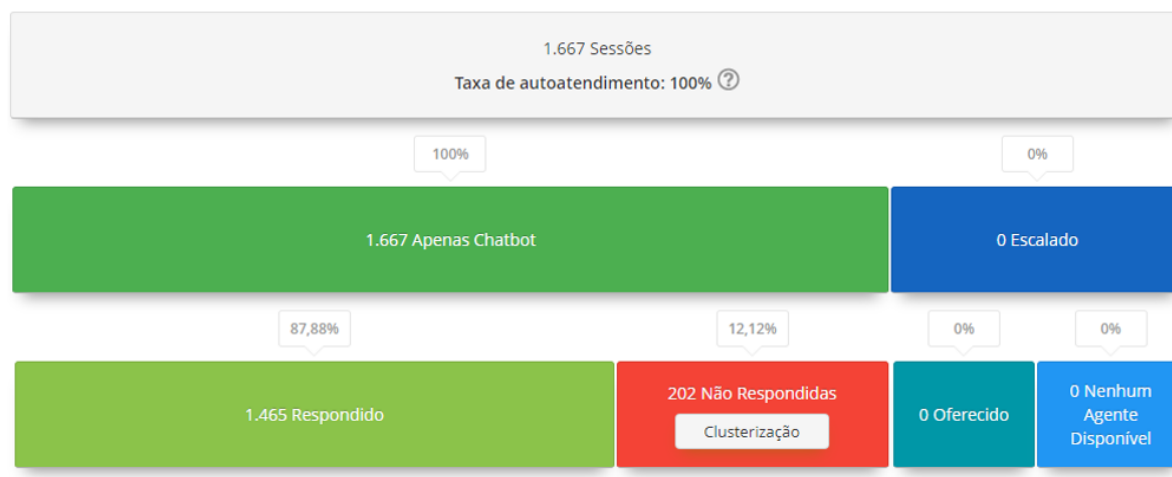 1.667 Sessões
Taxa de autoatendimento: 100% ?
100%
0%
1.667 Apenas Chatbot
0 Escalado
87,88%
12,12%
0%
0%
1.465 Respondido
202 Não Respondidas
Clusterização
0 Oferecido
0 Nenhum
Agente
Disponível